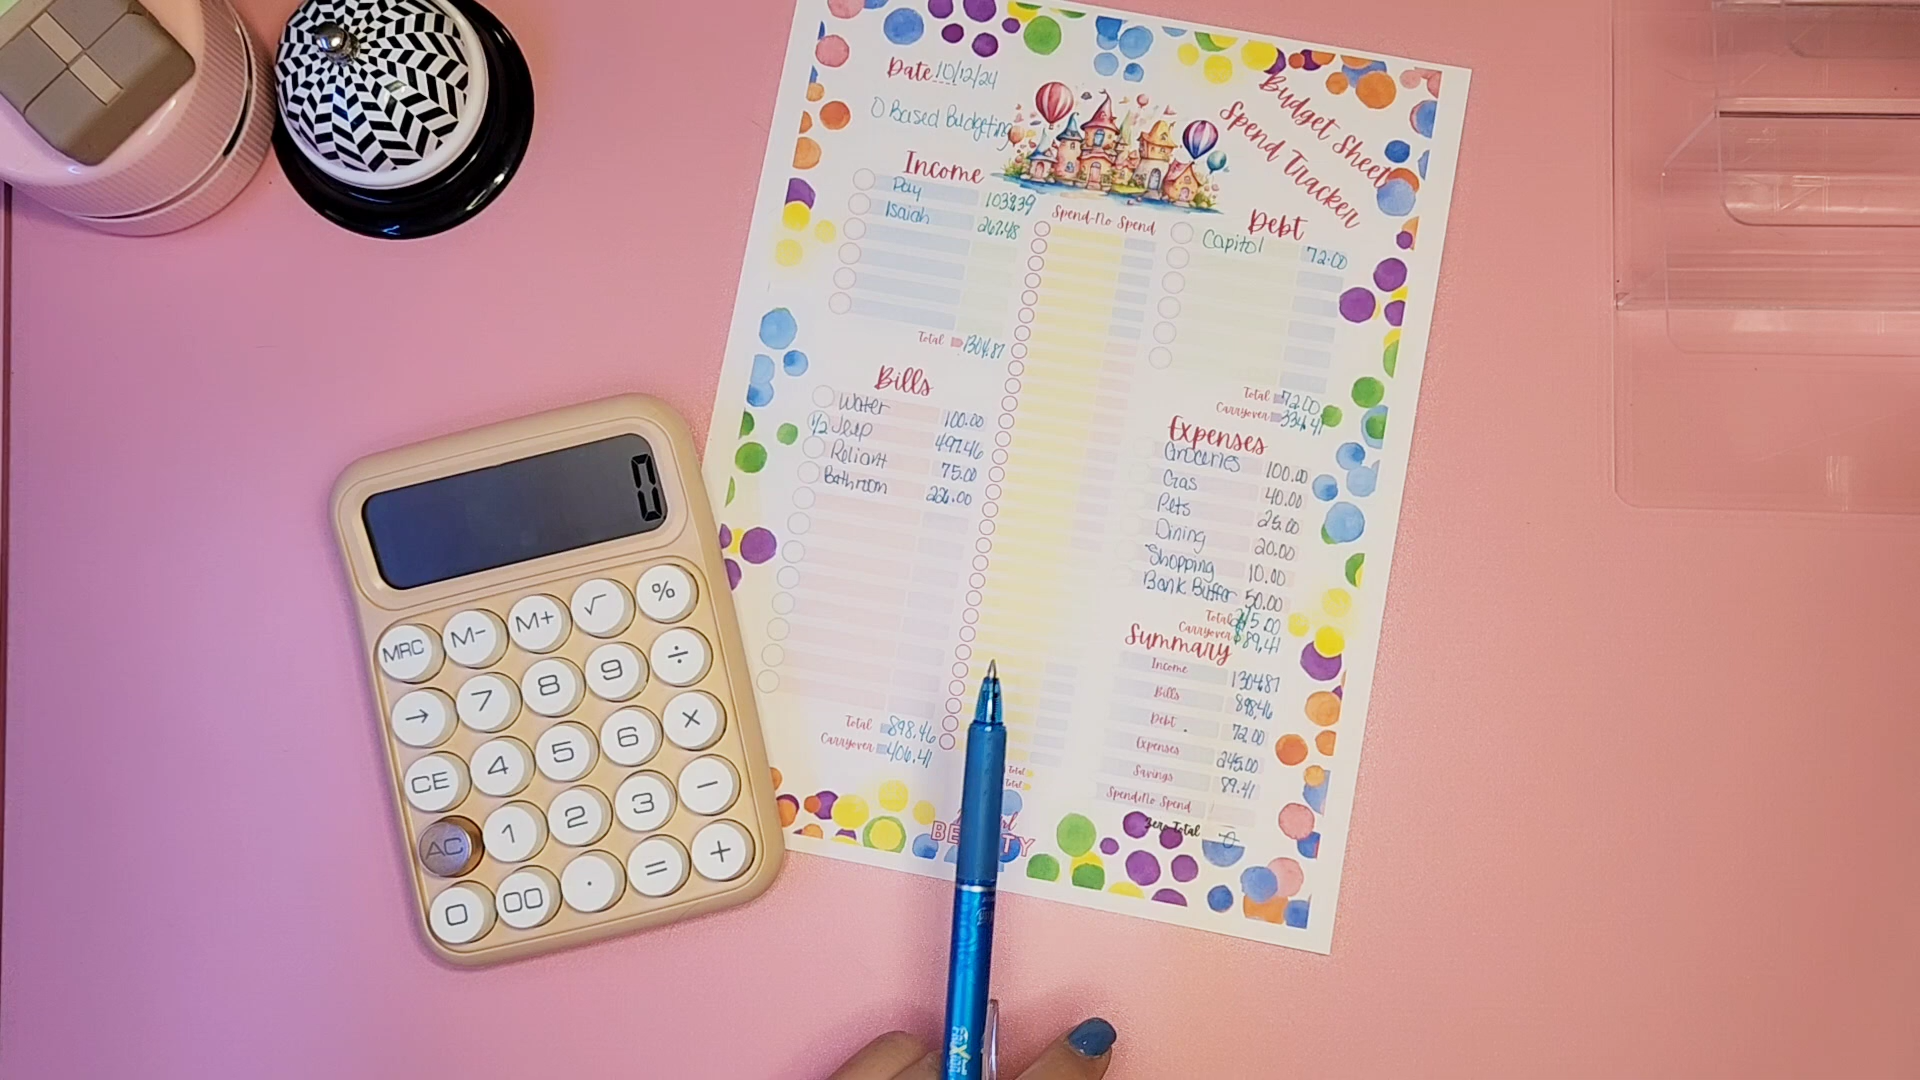 Budget Sheet
Spend Tracker
Date 10/12/24
0 Based Budgeting
Income
Pay
Isaiah 267.48
Total 1304.87
Bills
Water 100.00
1/2 Jeep 497.46
Reliant 75.00
Bathroom 226.00
Total 898.46
Carryover 406.41
Spend-No Spend
Total
Total
BEAUTY
Debt
Capitol 72.00
Total 72.00
Carryover 334.41
Expenses
Groceries 100.00
Gas 40.00
Pets 25.00
Dining 20.00
Shopping 10.00
Bank Buffer 50.00
Total 245.00
Carryover $89.41
Summary
Income 1304.87
Bills 898.46
Debt 72.00
Expenses 245.00
Savings 89.41
Spend/No Spend
Zero Total 0
0
MRC M- M+ √ %
→ 7 8 9 ÷
CE 4 5 6 ×
AC 1 2 3 −
0 00 . = +